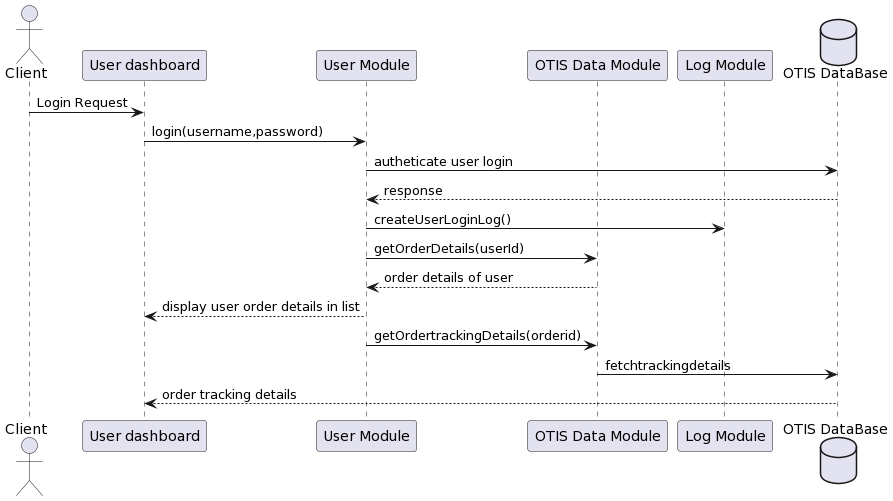 Client
User dashboard
User Module
OTIS Data Module
Log Module
OTIS DataBase
Login Request
login(username,password)
autheticate user login
response
createUserLoginLog()
getOrderDetails(userId)
order details of user
display user order details in list
getOrdertrackingDetails(orderid)
fetchtrackingdetails
order tracking details
Client
User dashboard
User Module
OTIS Data Module
Log Module
OTIS DataBase